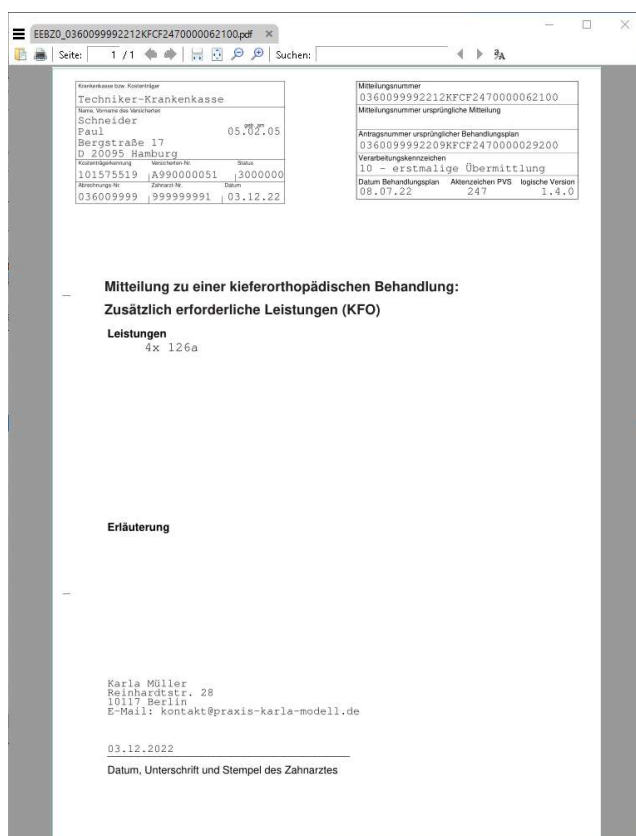 EEBZ0_0360099992212KFCF2470000062100.pdf ×
Seite: 1 / 1 Suchen:
Krankenkasse bzw. Kostenträger
Techniker-Krankenkasse
Name, Vorname des Versicherten
Schneider
geb. am
Paul 05.02.05
Bergstraße 17
D 20095 Hamburg
Kostenträgerkennung Versicherten-Nr. Status
101575519 A990000051 3000000
Abrechnungs-Nr. Zahnarzt-Nr. Datum
036009999 999999991 03.12.22
Mitteilungsnummer
0360099992212KFCF2470000062100
Mitteilungsnummer ursprüngliche Mitteilung
Antragsnummer ursprünglicher Behandlungsplan
0360099992209KFCF2470000029200
Verarbeitungskennzeichen
10 - erstmalige Übermittlung
Datum Behandlungsplan Aktenzeichen PVS logische Version
08.07.22 247 1.4.0
Mitteilung zu einer kieferorthopädischen Behandlung:
Zusätzlich erforderliche Leistungen (KFO)
Leistungen
4x 126a
Erläuterung
Karla Müller
Reinhardtstr. 28
10117 Berlin
E-Mail: kontakt@praxis-karla-modell.de
03.12.2022
Datum, Unterschrift und Stempel des Zahnarztes